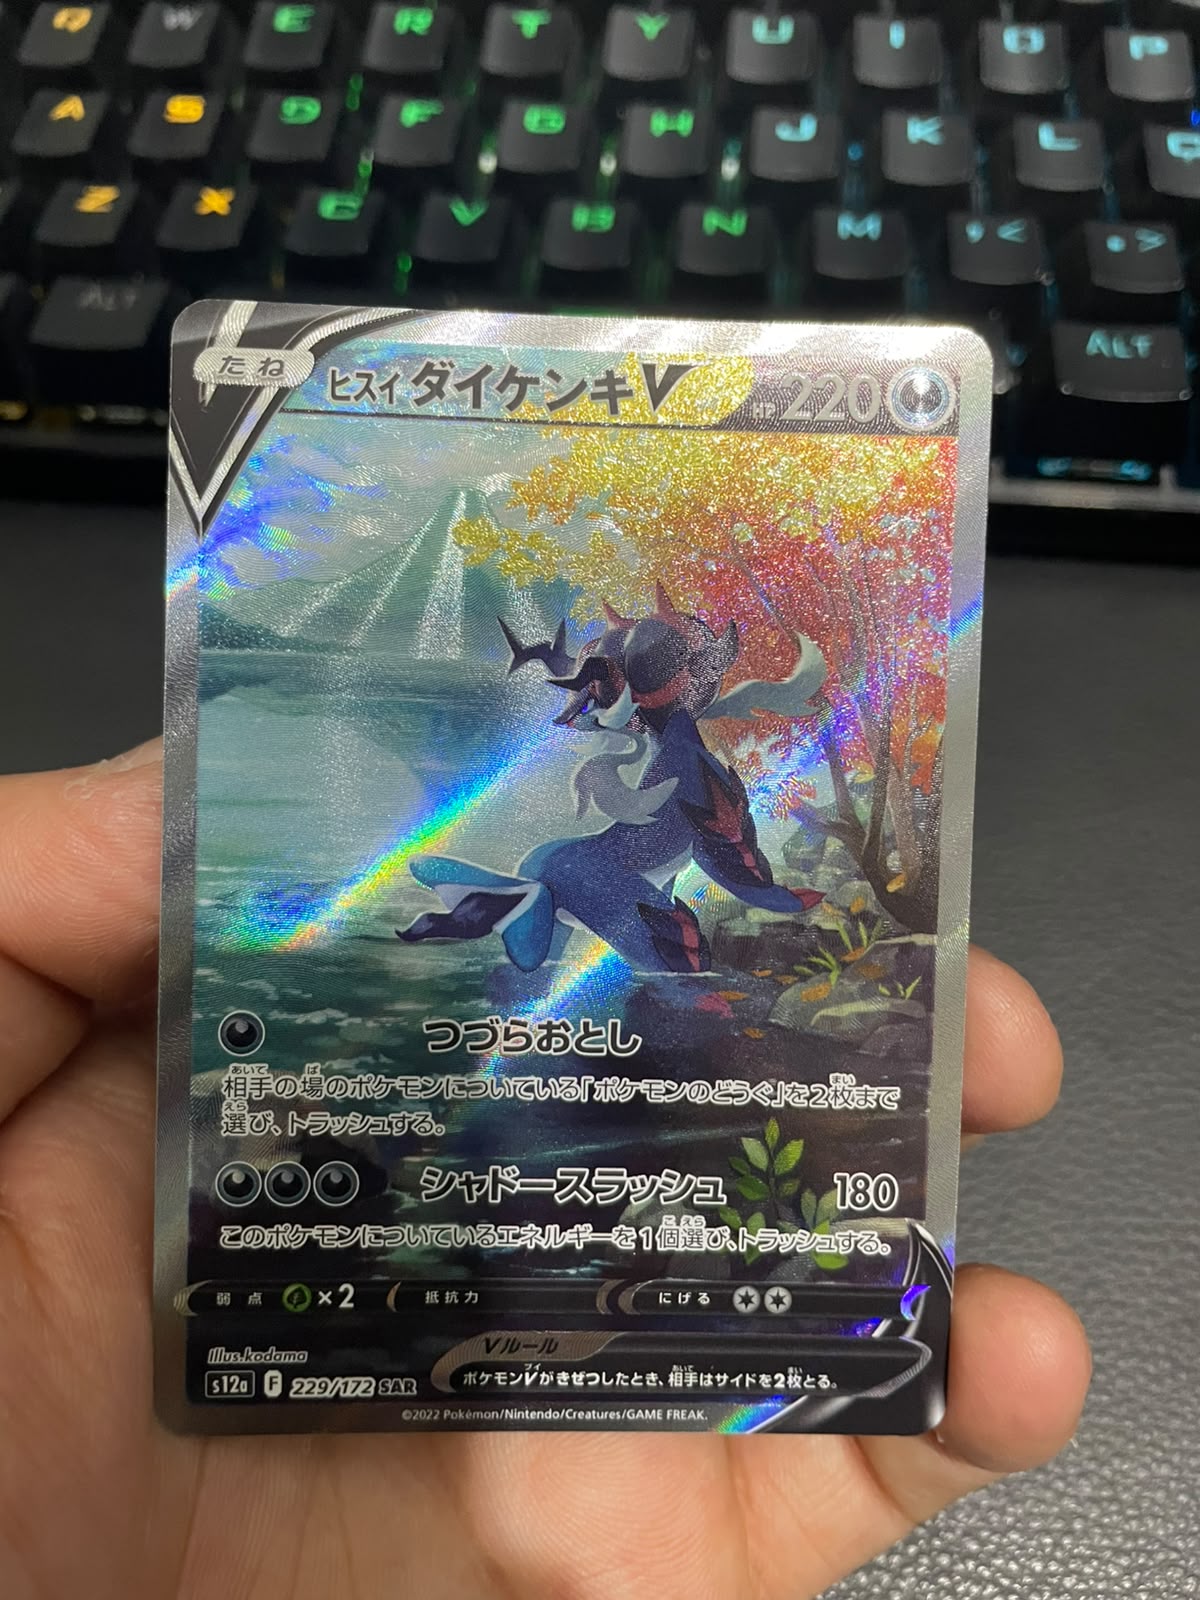 Q W E R T Y U I O P
A S D F G H J K L
Z X C V B N M , < . >
ALT ALT
たね ヒスイ ダイケンキV HP 220
つづらおとし
相手の場のポケモンについている「ポケモンのどうぐ」を2枚まで
選び、トラッシュする。
シャドースラッシュ 180
このポケモンについているエネルギーを1個選び、トラッシュする。
弱点 ×2 抵抗力 にげる
Illus.kodama
Vルール
ポケモンVがきぜつしたとき、相手はサイドを2枚とる。
s12a F 229/172 SAR
©2022 Pokémon/Nintendo/Creatures/GAME FREAK.